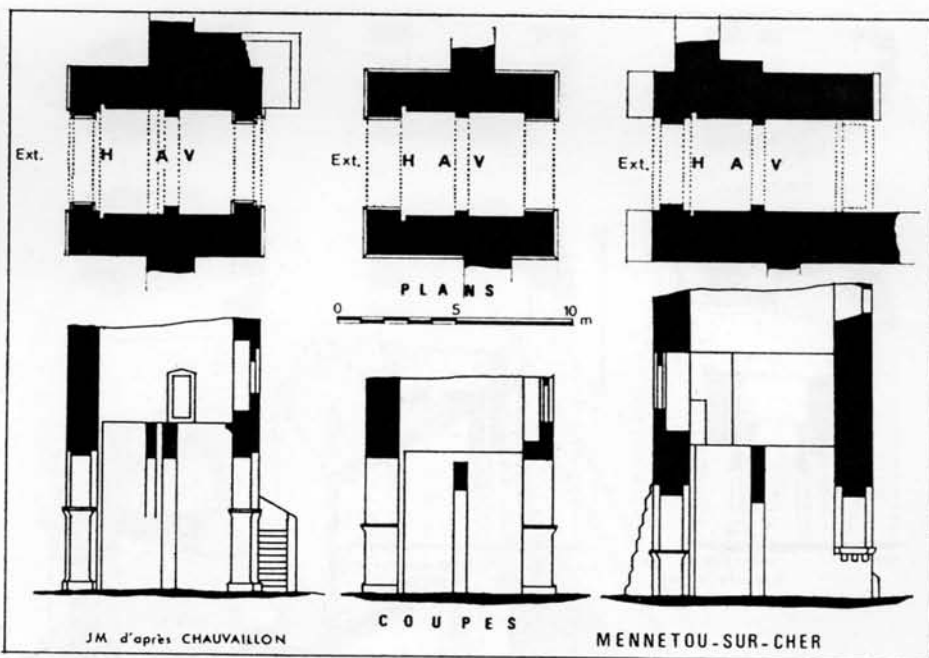 Ext. H A V
Ext. H A V
Ext. H A V
PLANS
0 5 10 m
COUPES
JM d'après CHAUVAILLON
MENNETOU-SUR-CHER